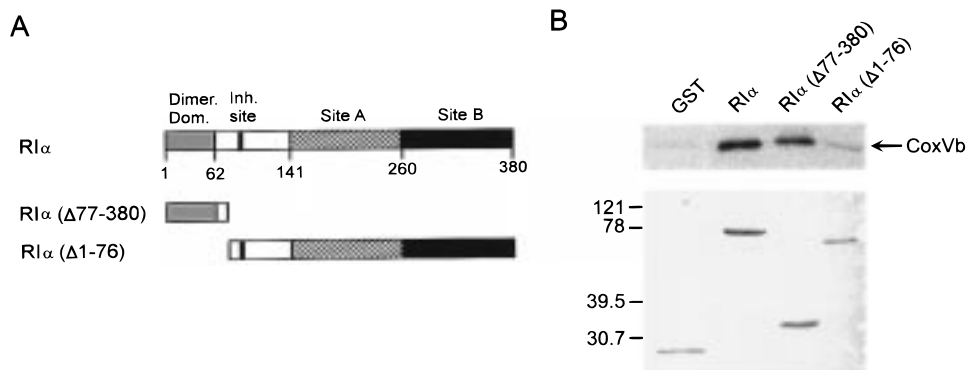 A
Dimer. Dom.
Inh. site
Site A
Site B
RIα
1 62 141 260 380
RIα (Δ77-380)
RIα (Δ1-76)
B
GST
RIα
RIα (Δ77-380)
RIα (Δ1-76)
CoxVb
121
78
39.5
30.7